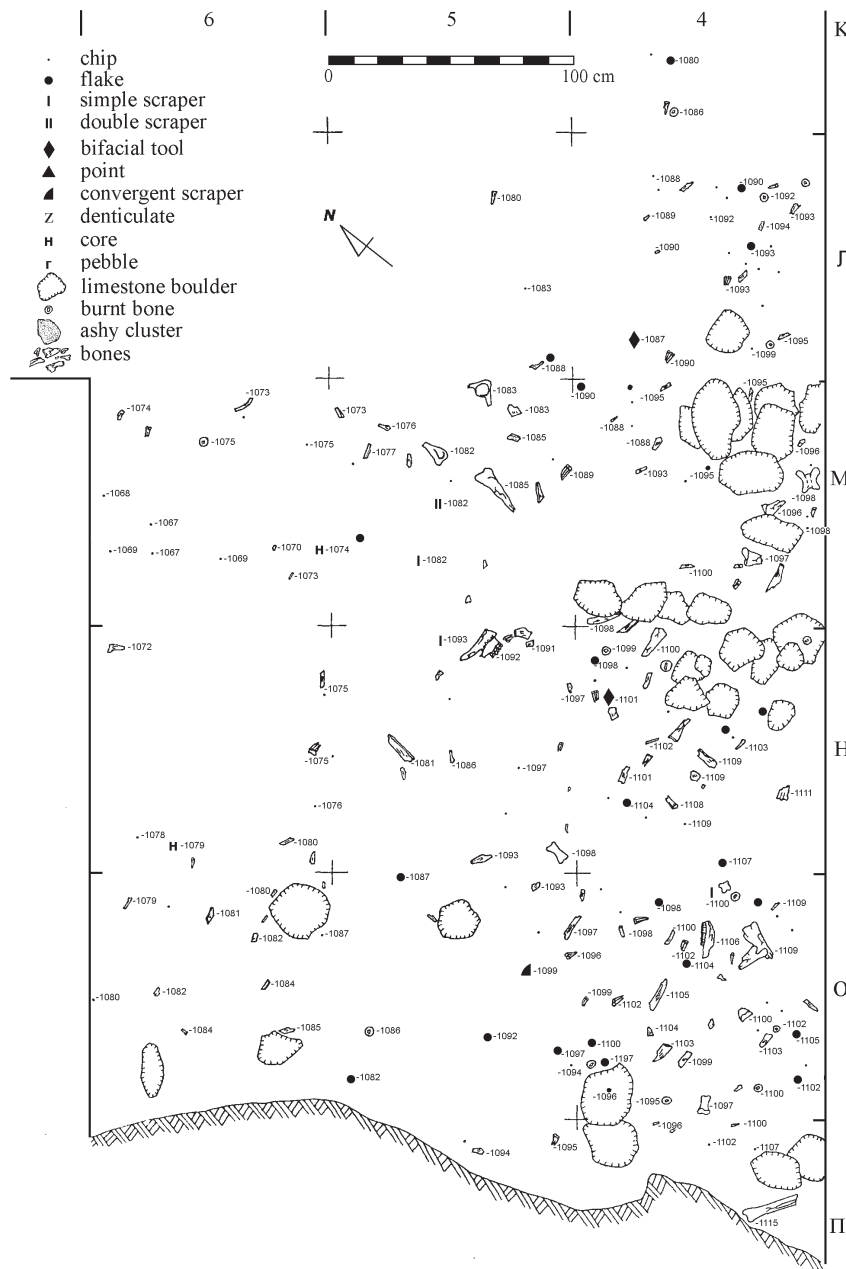 6 5 4
К
chip
flake
simple scraper
double scraper
bifacial tool
point
convergent scraper
denticulate
core
pebble
limestone boulder
burnt bone
ashy cluster
bones
0 100 cm
N
-1080
-1086
-1088 -1090
-1080 -1092
-1089 -1092 -1093
-1094
-1090 -1093
Л
-1083 -1093
-1087 -1095
-1099
-1088 -1090
-1073 -1083 -1090 -1095 -1095
-1074 -1073 -1083
-1076 -1088
-1075 -1075 -1085 -1088
-1077 -1082 -1096
-1089 -1093 -1095
М
-1068 -1085 -1098
-1082 -1096
-1067 -1098
-1069 -1067 -1070 -1074
-1069 -1082 -1097
-1073 -1100
-1098
-1072 -1093 -1091 -1099 -1100
-1092 -1098
-1075 -1097 -1101
-1075 -1081 -1086 -1102 -1103
Н
-1097 -1101 -1109
-1109
-1076 -1104 -1108 -1111
-1109
-1078 -1079 -1080
-1093 -1098 -1107
-1087
-1079 -1080 -1093 -1100 -1109
-1081 -1098
-1082 -1087 -1097 -1098 -1100 -1106
-1096 -1102 -1109
-1099 -1104
О
-1080 -1082 -1084 -1099 -1102 -1105
-1084 -1085 -1086 -1092 -1104 -1100 -1102
-1100 -1103 -1103 -1105
-1097 -1197 -1099
-1094
-1082 -1096 -1095 -1097 -1100 -1102
-1096 -1100
-1094 -1095 -1102 -1107
П
-1115